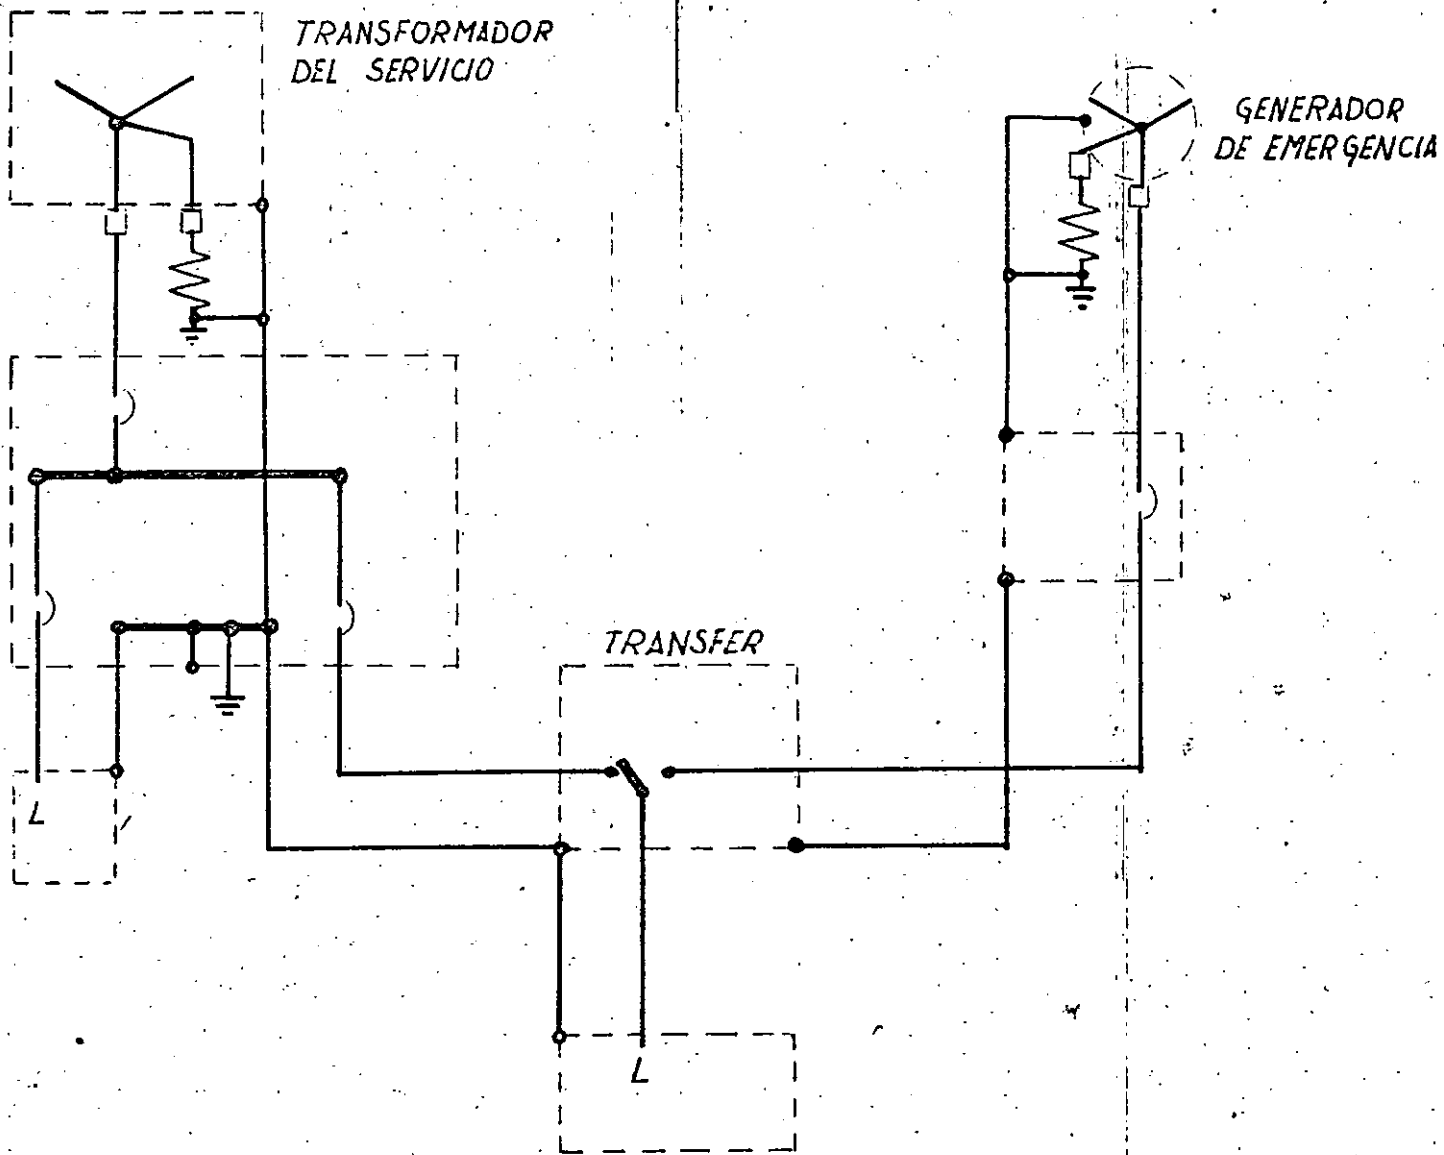 TRANSFORMADOR
DEL SERVICIO
GENERADOR
DE EMERGENCIA
TRANSFER
L
L